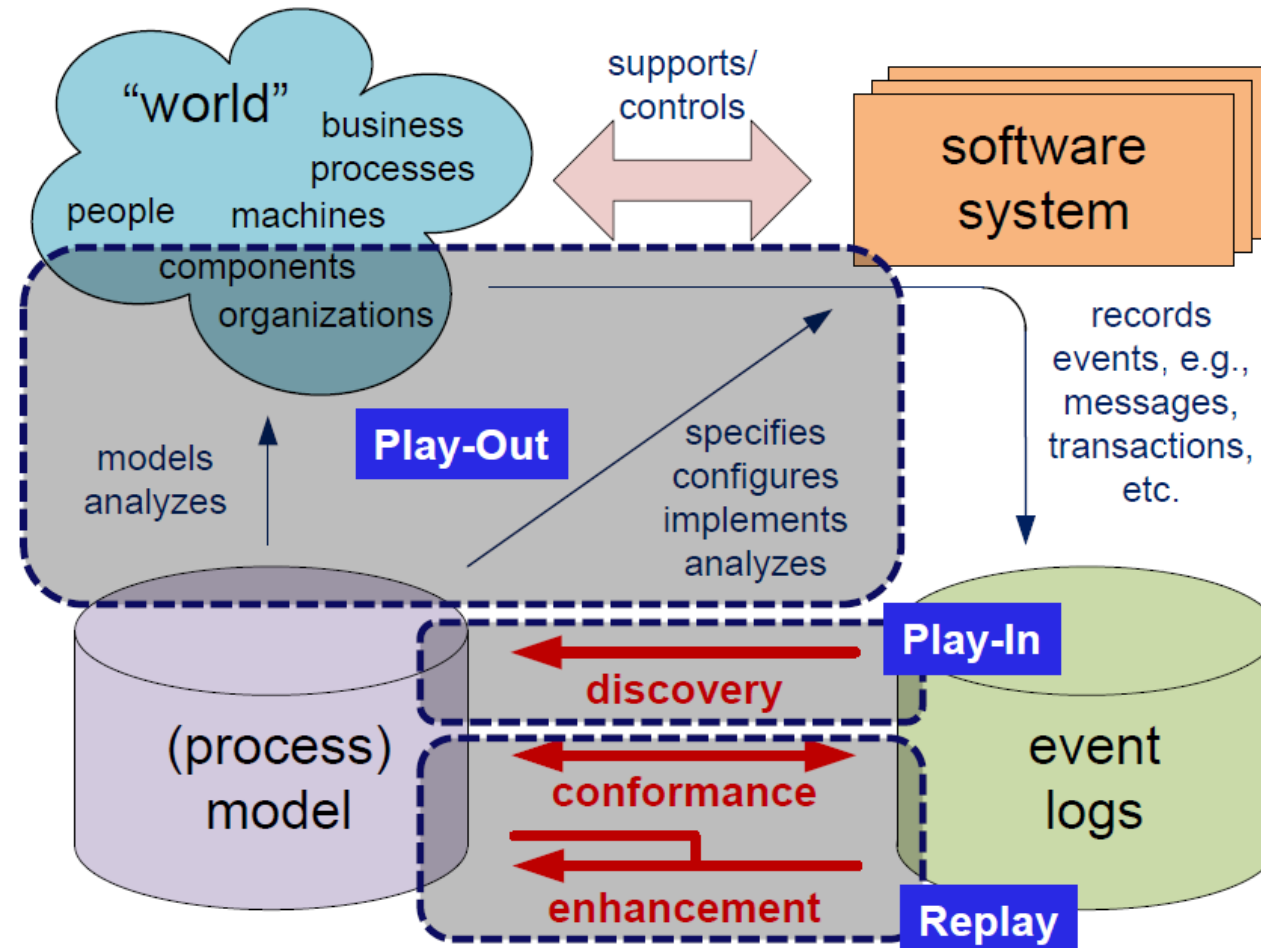 “world”
business
processes
people
machines
components
organizations
supports/
controls
software
system
records
events, e.g.,
messages,
transactions,
etc.
models
analyzes
Play-Out
specifies
configures
implements
analyzes
Play-In
discovery
(process)
model
conformance
enhancement
event
logs
Replay